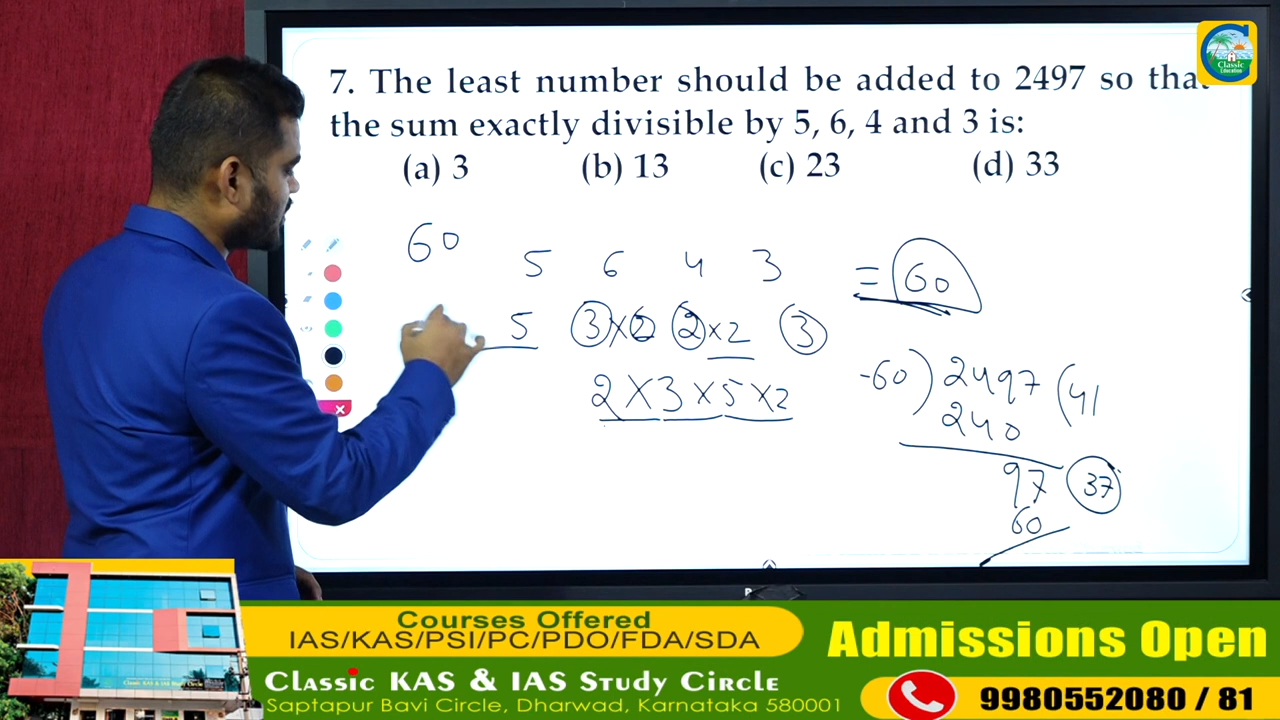 7. The least number should be added to 2497 so tha
the sum exactly divisible by 5, 6, 4 and 3 is:
(a) 3 (b) 13 (c) 23 (d) 33
60
5 6 4 3 = 60
5 3×2 2×2 3
2×3×5×2
-60) 2497 (41
240
97 37
60
Classic
Education
Courses Offered
IAS/KAS/PSI/PC/PDO/FDA/SDA
Classic KAS & IAS Study Circle
Saptapur Bavi Circle, Dharwad, Karnataka 580001
Admissions Open
9980552080 / 81